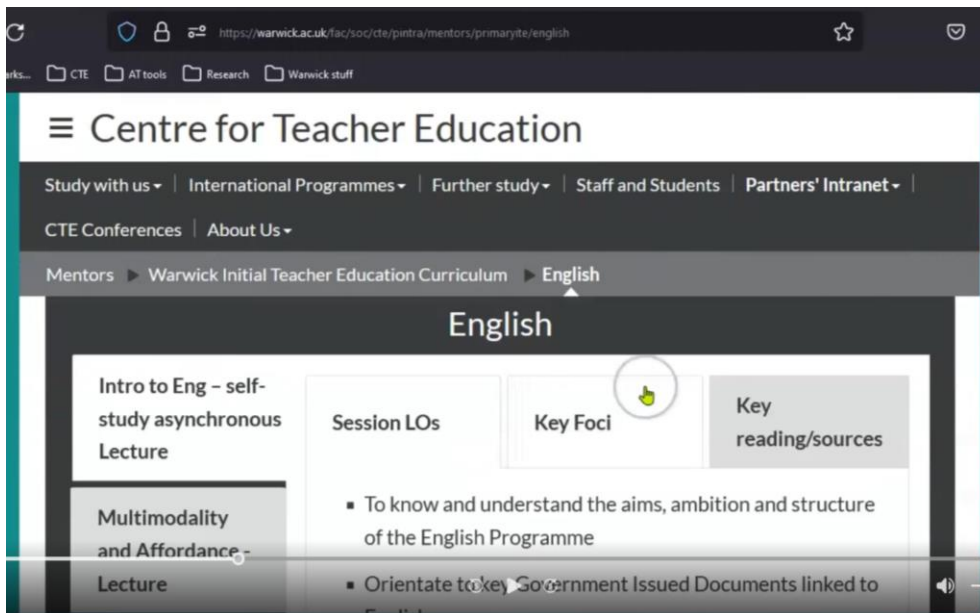 https://warwick.ac.uk/fac/soc/cte/pintra/mentors/primaryite/english
CTE AT tools Research Warwick stuff
Centre for Teacher Education
Study with us International Programmes Further study Staff and Students Partners' Intranet
CTE Conferences About Us
Mentors Warwick Initial Teacher Education Curriculum English
English
Intro to Eng – self-
study asynchronous
Lecture
Session LOs
Key Foci
Key
reading/sources
Multimodality
and Affordance -
Lecture
▪ To know and understand the aims, ambition and structure
of the English Programme
▪ Orientate to key Government Issued Documents linked to